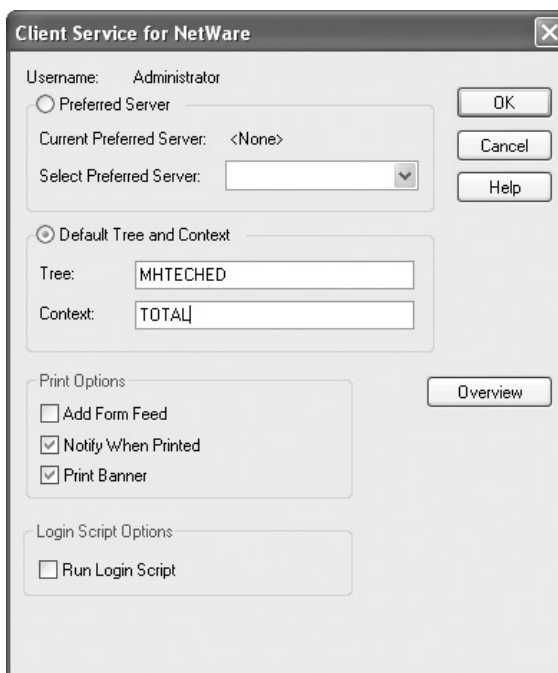 Client Service for NetWare
Username: Administrator
Preferred Server
Current Preferred Server: <None>
Select Preferred Server:
Default Tree and Context
Tree: MHTECHED
Context: TOTAL
Print Options
Add Form Feed
Notify When Printed
Print Banner
Login Script Options
Run Login Script
OK
Cancel
Help
Overview